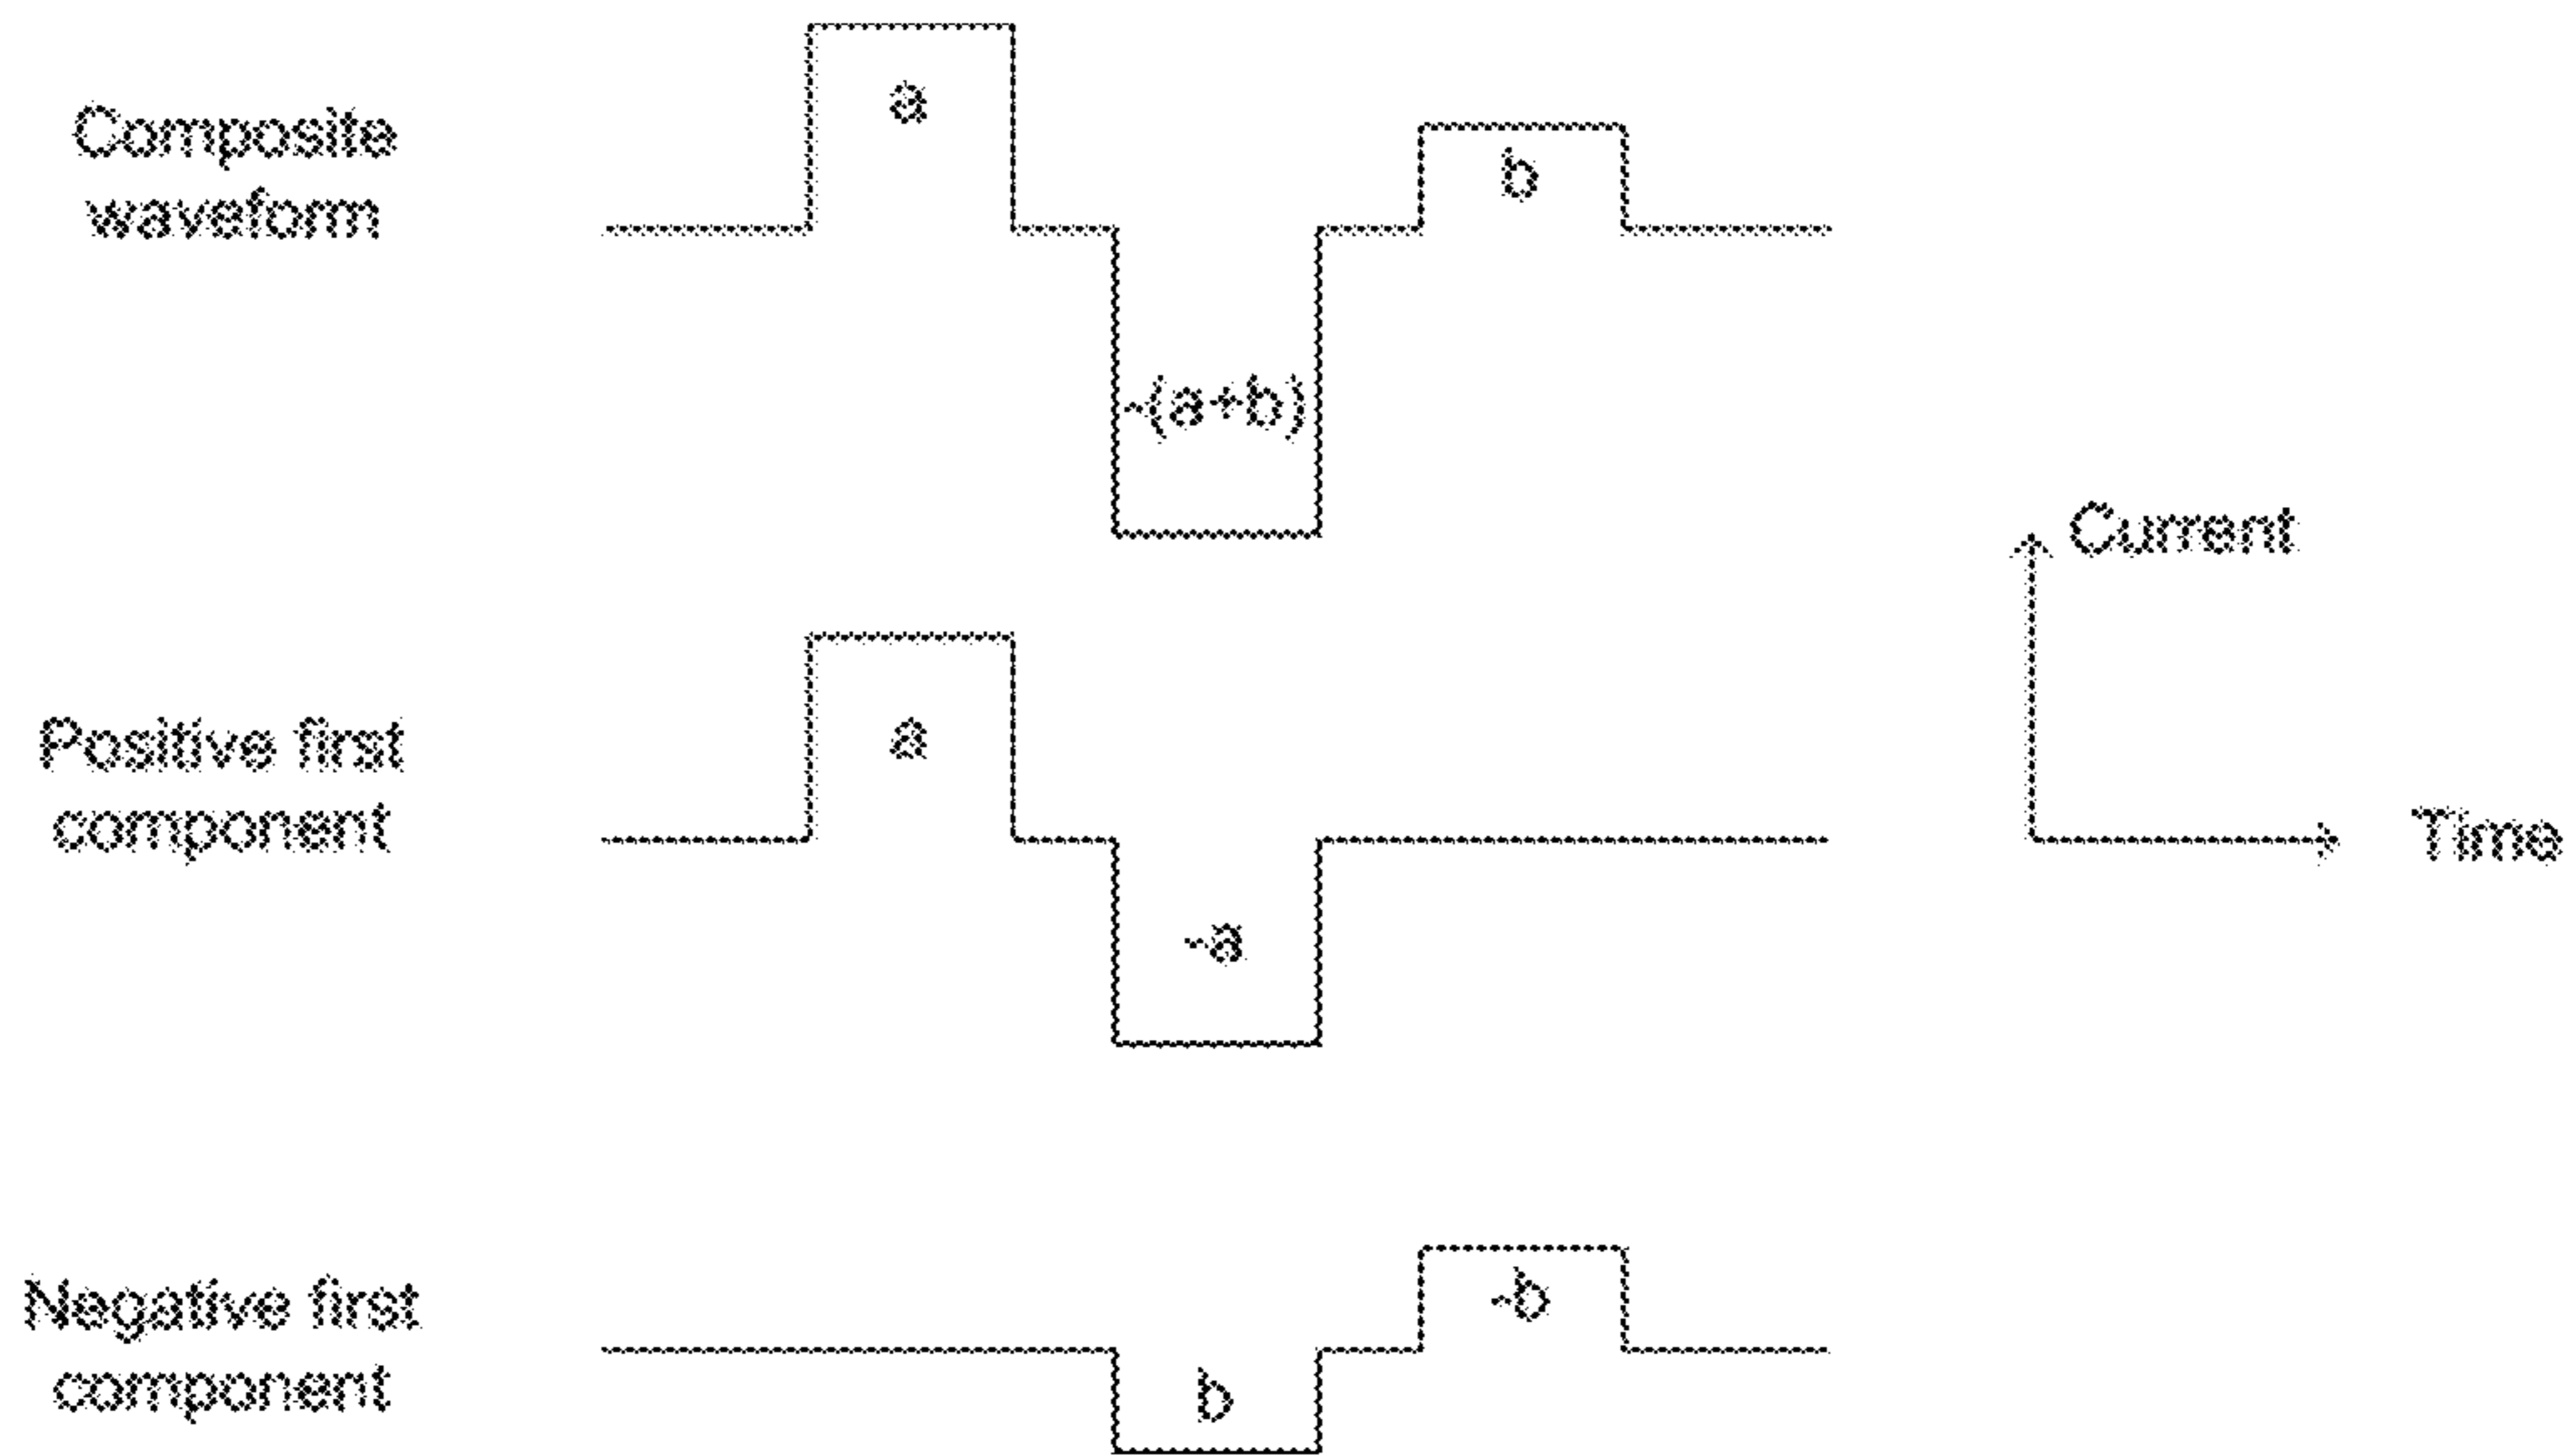 Composite
waveform
a
b
-(a+b)
Current
Positive first
component
a
-a
Time
Negative first
component
b
-b